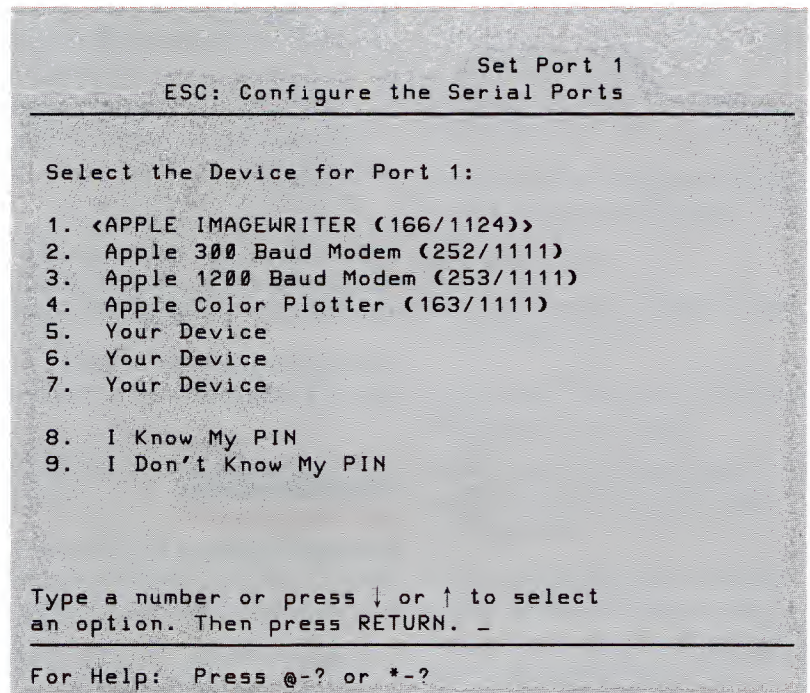 Set Port 1
ESC: Configure the Serial Ports
Select the Device for Port 1:
1. <APPLE IMAGEWRITER (166/1124)>
2. Apple 300 Baud Modem (252/1111)
3. Apple 1200 Baud Modem (253/1111)
4. Apple Color Plotter (163/1111)
5. Your Device
6. Your Device
7. Your Device
8. I Know My PIN
9. I Don't Know My PIN
Type a number or press ↓ or ↑ to select
an option. Then press RETURN. _
For Help: Press @-? or *-?